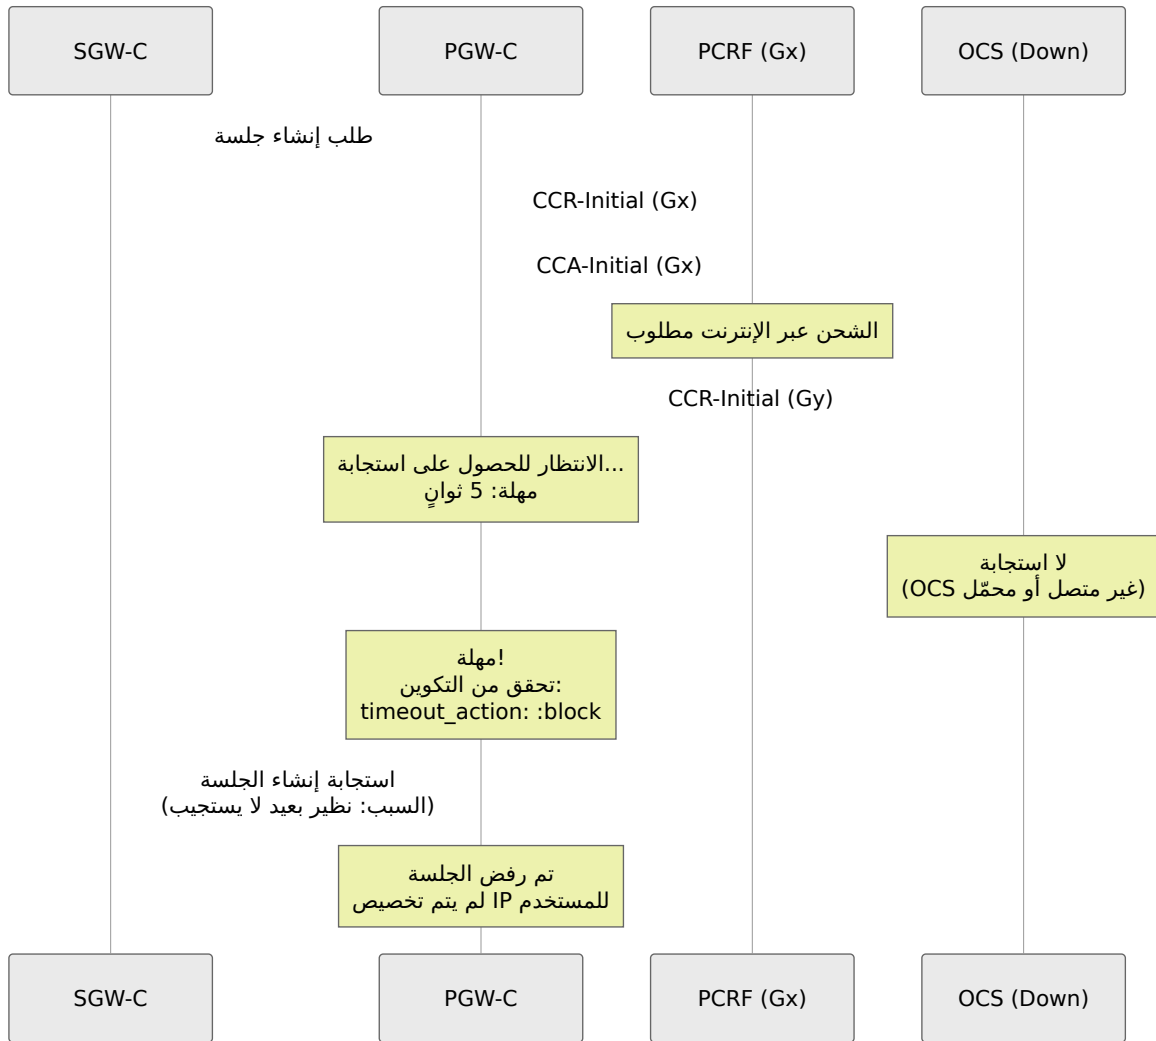 SGW-C
PGW-C
PCRF (Gx)
OCS (Down)
طلب إنشاء جلسة
CCR-Initial (Gx)
CCA-Initial (Gx)
الشحن عبر الإنترنت مطلوب
CCR-Initial (Gy)
الانتظار للحصول على استجابة...
مهلة: 5 ثوانٍ
لا استجابة
(OCS غير متصل أو محمّل)
مهلة!
تحقق من التكوين:
timeout_action: :block
استجابة إنشاء الجلسة
(السبب: نظير بعيد لا يستجيب)
تم رفض الجلسة
لم يتم تخصيص IP للمستخدم
SGW-C
PGW-C
PCRF (Gx)
OCS (Down)